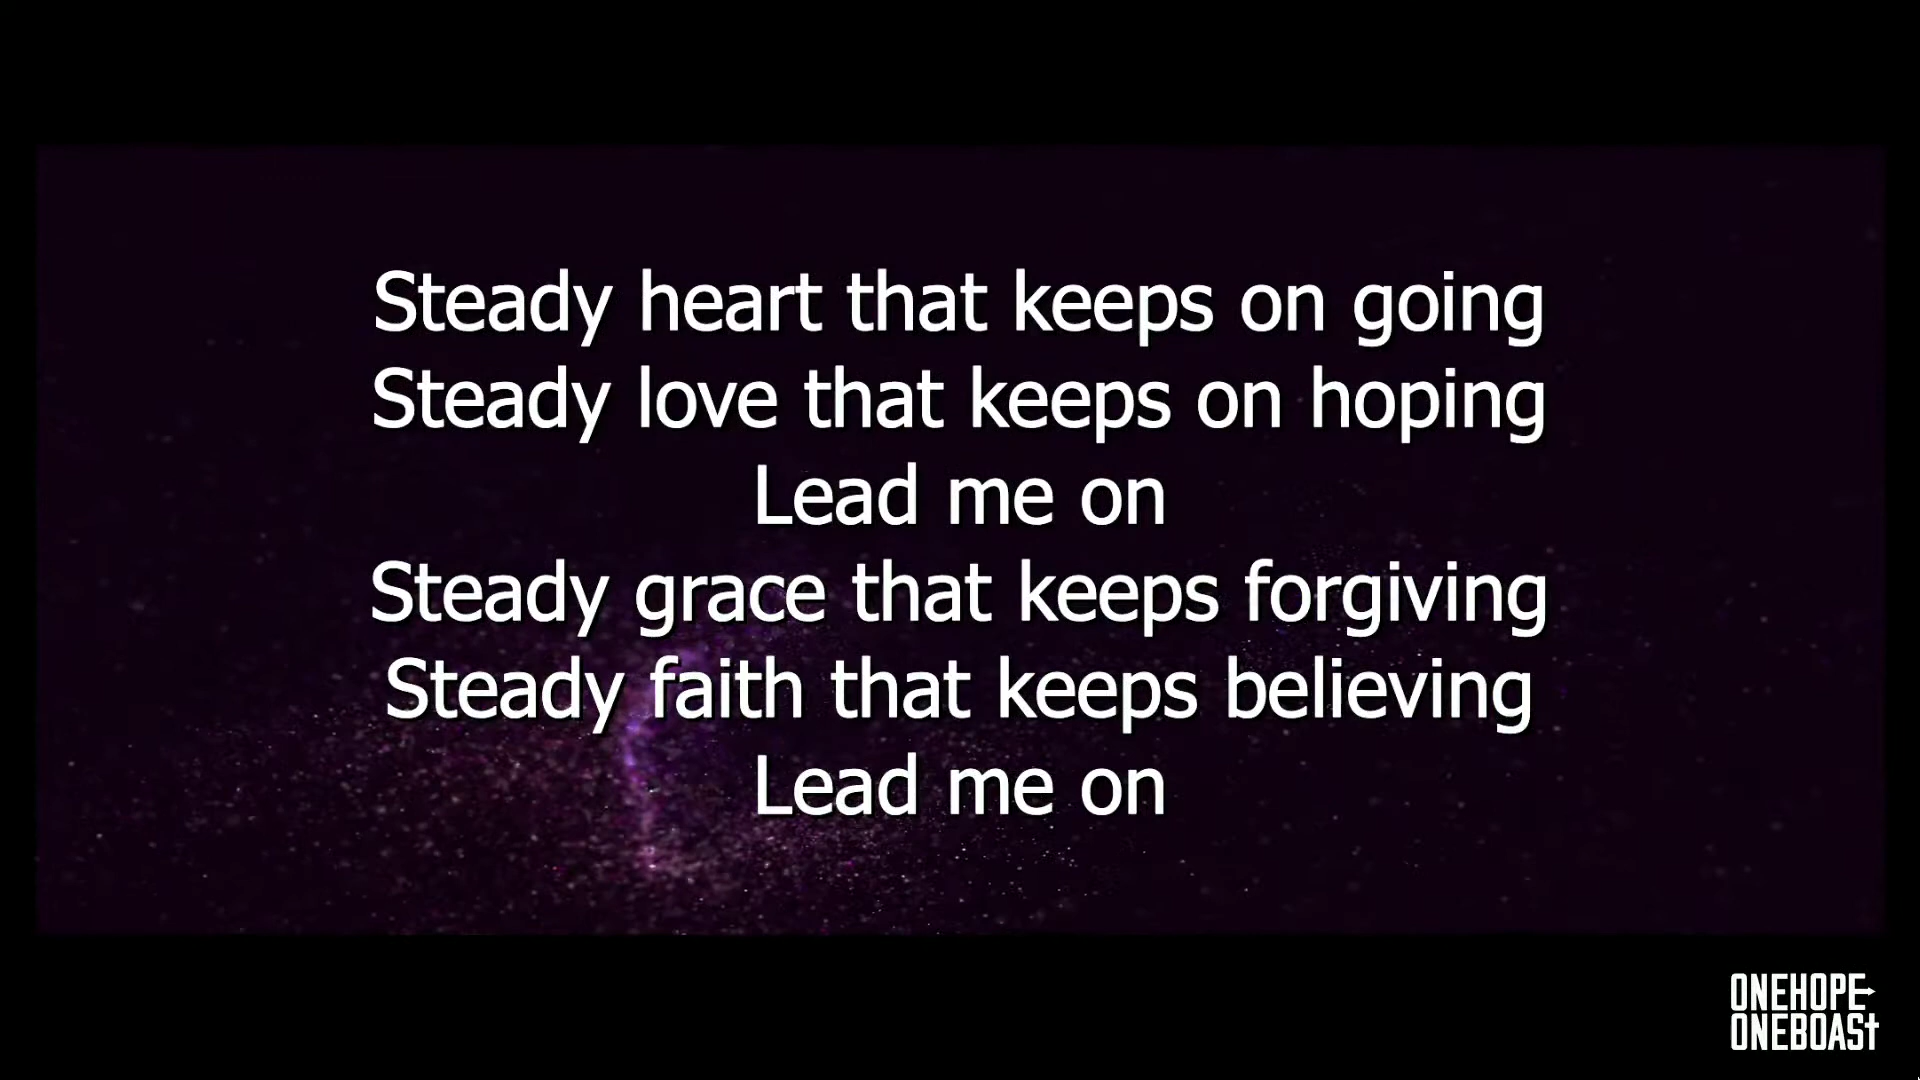 Steady heart that keeps on going
Steady love that keeps on hoping
Lead me on
Steady grace that keeps forgiving
Steady faith that keeps believing
Lead me on
ONEHOPE
ONEBOAST